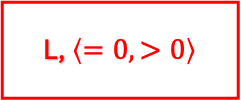 L, ⟨= 0, > 0⟩